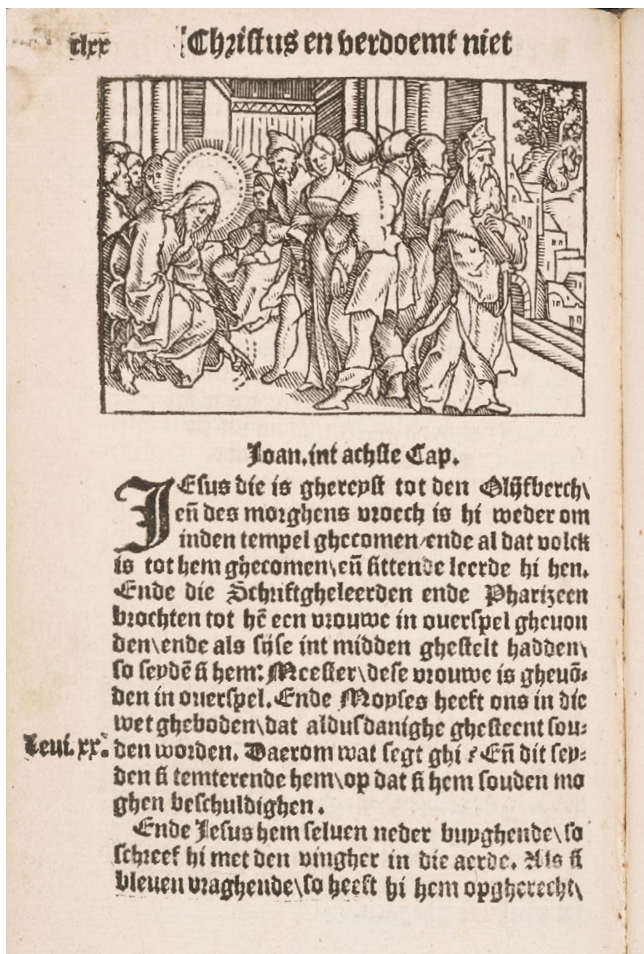 clxx
Christus en verdoemt niet
Joan.int achste Cap.
JEsus die is ghereyst tot den Olijfberch\
eñ des morghens vroech is hi weder om
inden tempel ghecomen/ende al dat volck
is tot hem ghecomen\eñ sittende leerde hi hen.
Ende die Schriftgheleerden ende Pharizeen
brochten tot hē een vrouwe in ouerspel gheuon
den\ende als sijse int midden ghestelt hadden\
so seydē si hem: Meester\dese vrouwe is gheuō-
den in ouerspel. Ende Moyses heeft ons in die
wet gheboden\dat aldusdanighe ghesteent sou-
Leui.xx. den worden. Daerom wat segt ghi? Eñ dit sey-
den si temterende hem\op dat si hem souden mo
ghen beschuldighen.
Ende Jesus hem seluen neder buyghende\so
schreef hi met den vingher in die aerde. Als si
bleuen vraghende\so heeft hi hem opgherecht\